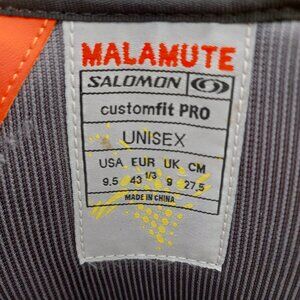 MALAMUTE
SALOMON
customfit PRO
UNISEX
USA EUR UK CM
9.5 43 1/3 9 27,5
MADE IN CHINA